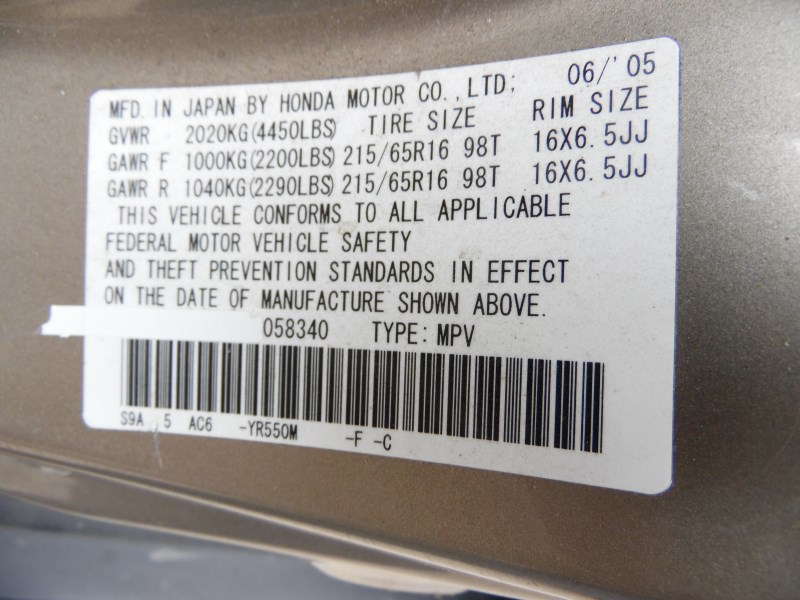 MFD. IN JAPAN BY HONDA MOTOR CO.,LTD; 06/'05
GVWR 2020KG(4450LBS) TIRE SIZE RIM SIZE
GAWR F 1000KG(2200LBS) 215/65R16 98T 16X6.5JJ
GAWR R 1040KG(2290LBS) 215/65R16 98T 16X6.5JJ
THIS VEHICLE CONFORMS TO ALL APPLICABLE
FEDERAL MOTOR VEHICLE SAFETY
AND THEFT PREVENTION STANDARDS IN EFFECT
ON THE DATE OF MANUFACTURE SHOWN ABOVE.
058340 TYPE: MPV
S9A 5 AC6 -YR550M -F -C